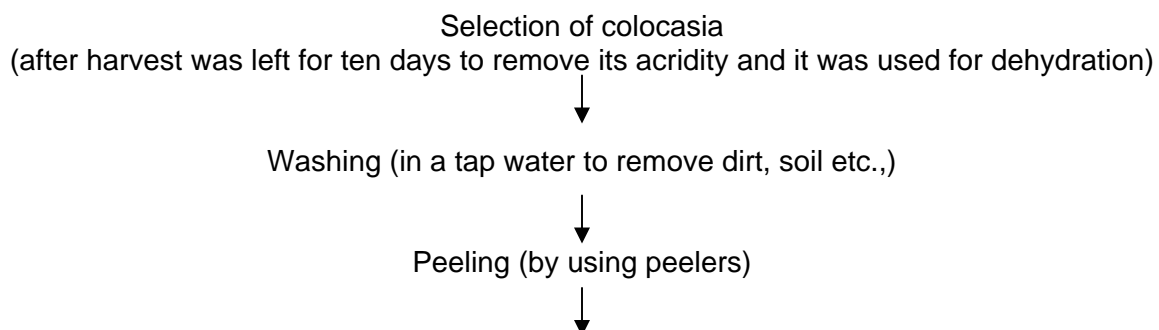 Selection of colocasia
(after harvest was left for ten days to remove its acridity and it was used for dehydration)
Washing (in a tap water to remove dirt, soil etc.,)
Peeling (by using peelers)